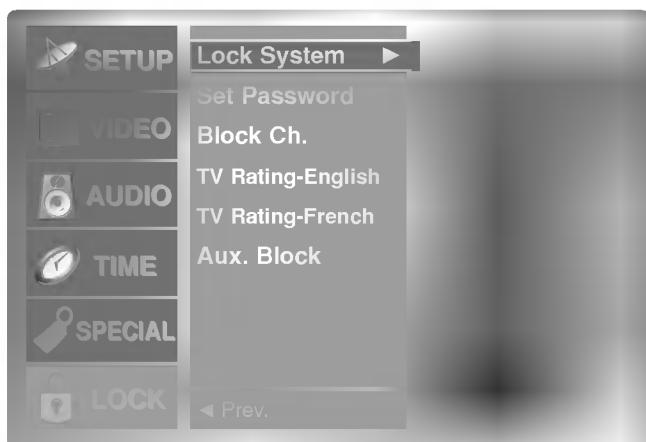 SETUP
VIDEO
AUDIO
TIME
SPECIAL
LOCK
Lock System ▶
Set Password
Block Ch.
TV Rating-English
TV Rating-French
Aux. Block
◀ Prev.